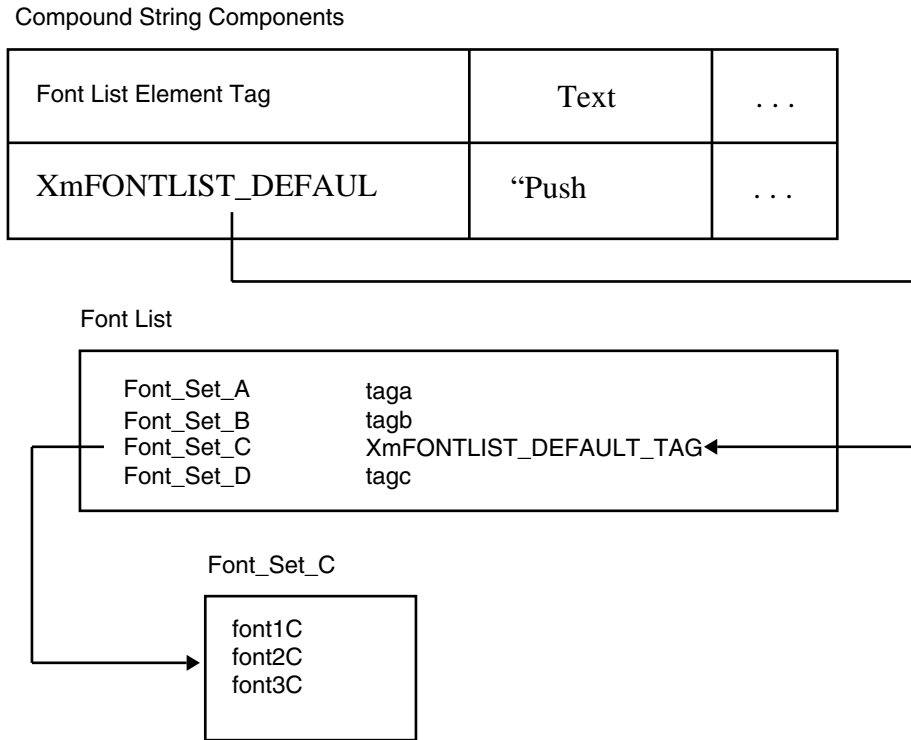 Compound String Components
Font List Element Tag Text . . .
XmFONTLIST_DEFAUL “Push . . .
Font List
Font_Set_A taga
Font_Set_B tagb
Font_Set_C XmFONTLIST_DEFAULT_TAG
Font_Set_D tagc
Font_Set_C
font1C
font2C
font3C